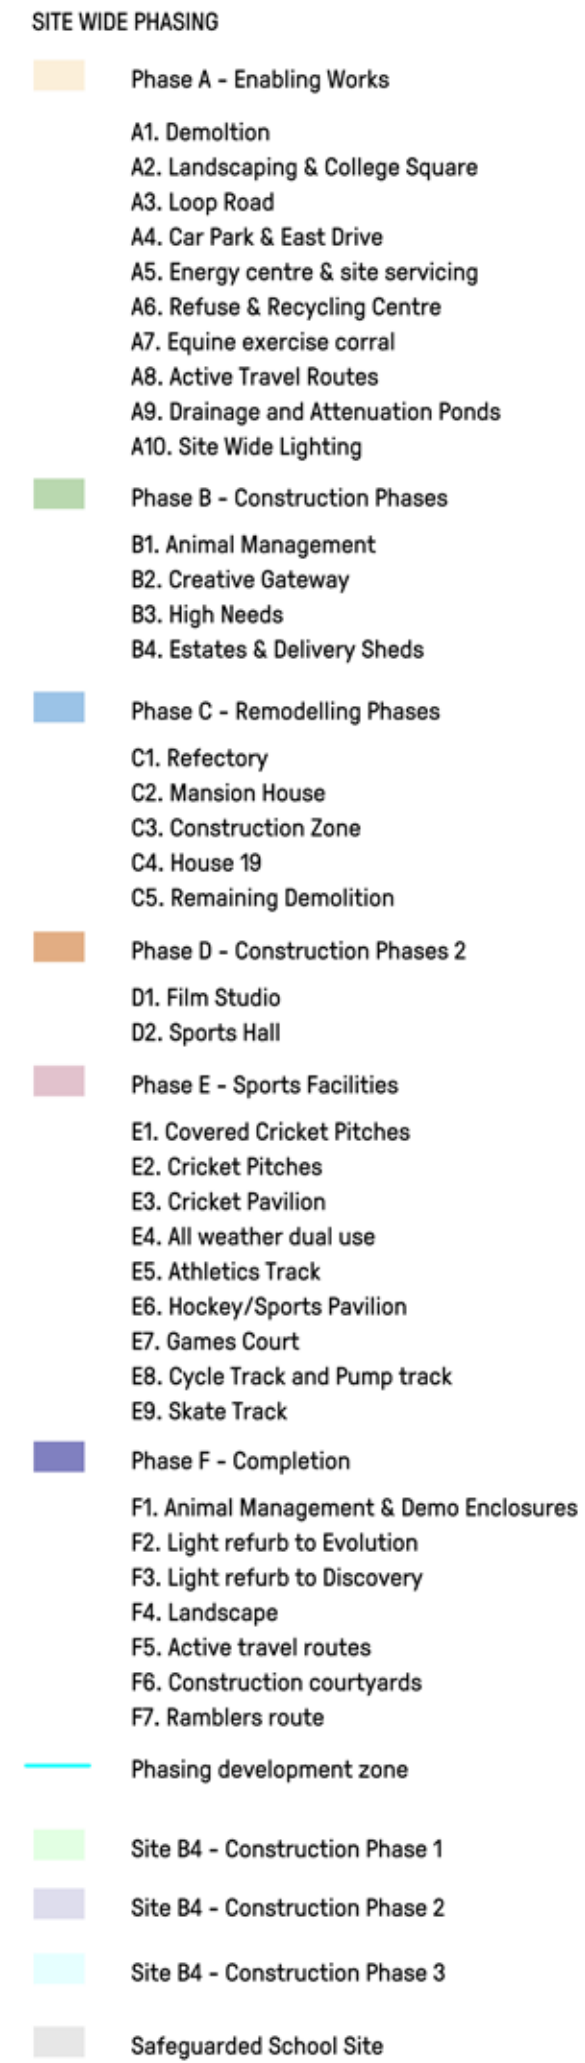 SITE WIDE PHASING
Phase A - Enabling Works
A1. Demoltion
A2. Landscaping & College Square
A3. Loop Road
A4. Car Park & East Drive
A5. Energy centre & site servicing
A6. Refuse & Recycling Centre
A7. Equine exercise corral
A8. Active Travel Routes
A9. Drainage and Attenuation Ponds
A10. Site Wide Lighting
Phase B - Construction Phases
B1. Animal Management
B2. Creative Gateway
B3. High Needs
B4. Estates & Delivery Sheds
Phase C - Remodelling Phases
C1. Refectory
C2. Mansion House
C3. Construction Zone
C4. House 19
C5. Remaining Demolition
Phase D - Construction Phases 2
D1. Film Studio
D2. Sports Hall
Phase E - Sports Facilities
E1. Covered Cricket Pitches
E2. Cricket Pitches
E3. Cricket Pavilion
E4. All weather dual use
E5. Athletics Track
E6. Hockey/Sports Pavilion
E7. Games Court
E8. Cycle Track and Pump track
E9. Skate Track
Phase F - Completion
F1. Animal Management & Demo Enclosures
F2. Light refurb to Evolution
F3. Light refurb to Discovery
F4. Landscape
F5. Active travel routes
F6. Construction courtyards
F7. Ramblers route
Phasing development zone
Site B4 - Construction Phase 1
Site B4 - Construction Phase 2
Site B4 - Construction Phase 3
Safeguarded School Site